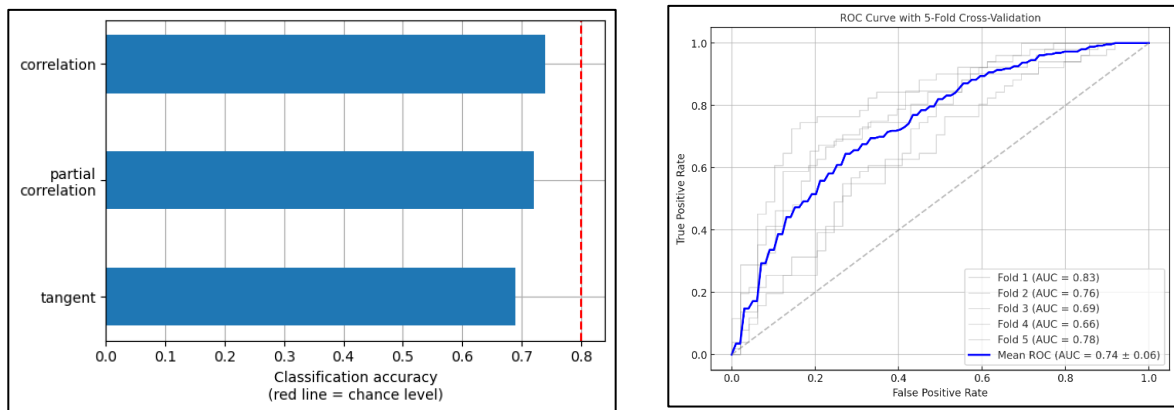 correlation
partial
correlation
tangent
0.0 0.1 0.2 0.3 0.4 0.5 0.6 0.7 0.8
Classification accuracy
(red line = chance level)
ROC Curve with 5-Fold Cross-Validation
True Positive Rate
1.0
0.8
0.6
0.4
0.2
0.0
Fold 1 (AUC = 0.83)
Fold 2 (AUC = 0.76)
Fold 3 (AUC = 0.69)
Fold 4 (AUC = 0.66)
Fold 5 (AUC = 0.78)
Mean ROC (AUC = 0.74 ± 0.06)
0.0 0.2 0.4 0.6 0.8 1.0
False Positive Rate